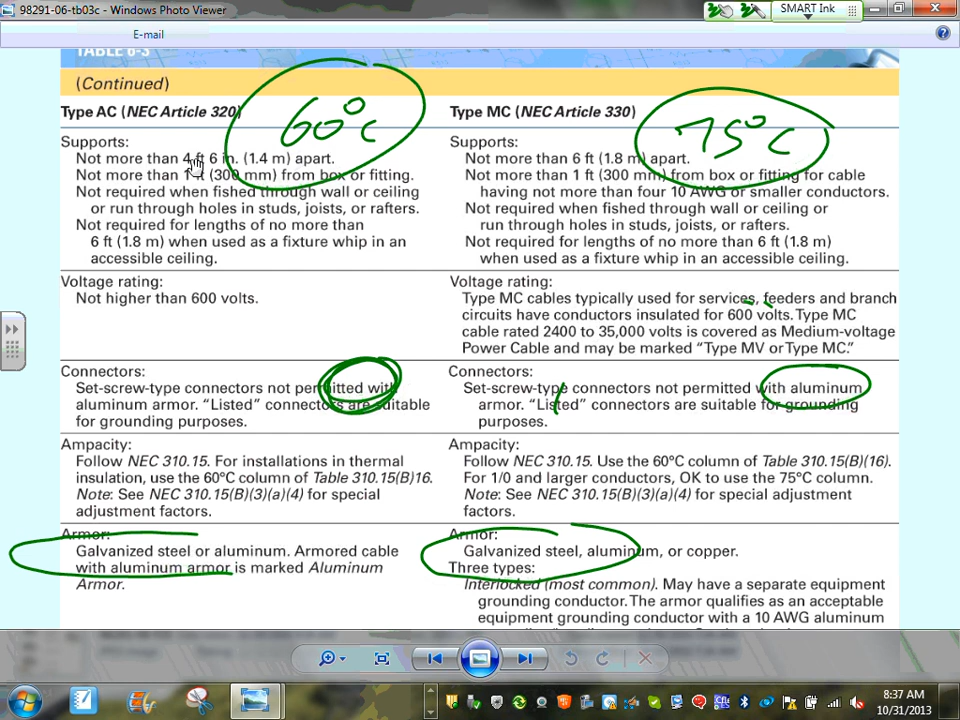 98291-06-tb03c - Windows Photo Viewer
SMART Ink
E-mail
TABLE 6-3
(Continued)
Type AC (NEC Article 320)
60°C
Supports:
Not more than 4 ft 6 in. (1.4 m) apart.
Not more than 1 ft (300 mm) from box or fitting.
Not required when fished through wall or ceiling
or run through holes in studs, joists, or rafters.
Not required for lengths of no more than
6 ft (1.8 m) when used as a fixture whip in an
accessible ceiling.
Type MC (NEC Article 330)
75°C
Supports:
Not more than 6 ft (1.8 m) apart.
Not more than 1 ft (300 mm) from box or fitting for cable
having not more than four 10 AWG or smaller conductors.
Not required when fished through wall or ceiling or
run through holes in studs, joists, or rafters.
Not required for lengths of no more than 6 ft (1.8 m)
when used as a fixture whip in an accessible ceiling.
Voltage rating:
Not higher than 600 volts.
Voltage rating:
Type MC cables typically used for services, feeders and branch
circuits have conductors insulated for 600 volts. Type MC
cable rated 2400 to 35,000 volts is covered as Medium-voltage
Power Cable and may be marked “Type MV or Type MC.”
Connectors:
Set-screw-type connectors not permitted with
aluminum armor. “Listed” connectors are suitable
for grounding purposes.
Connectors:
Set-screw-type connectors not permitted with aluminum
armor. “Listed” connectors are suitable for grounding
purposes.
Ampacity:
Follow NEC 310.15. For installations in thermal
insulation, use the 60°C column of Table 310.15(B)16.
Note: See NEC 310.15(B)(3)(a)(4) for special
adjustment factors.
Ampacity:
Follow NEC 310.15. Use the 60°C column of Table 310.15(B)(16).
For 1/0 and larger conductors, OK to use the 75°C column.
Note: See NEC 310.15(B)(3)(a)(4) for special adjustment
factors.
Armor:
Galvanized steel or aluminum. Armored cable
with aluminum armor is marked Aluminum
Armor.
Armor:
Galvanized steel, aluminum, or copper.
Three types:
Interlocked (most common). May have a separate equipment
grounding conductor. The armor qualifies as an acceptable
equipment grounding conductor with a 10 AWG aluminum
8:37 AM
10/31/2013